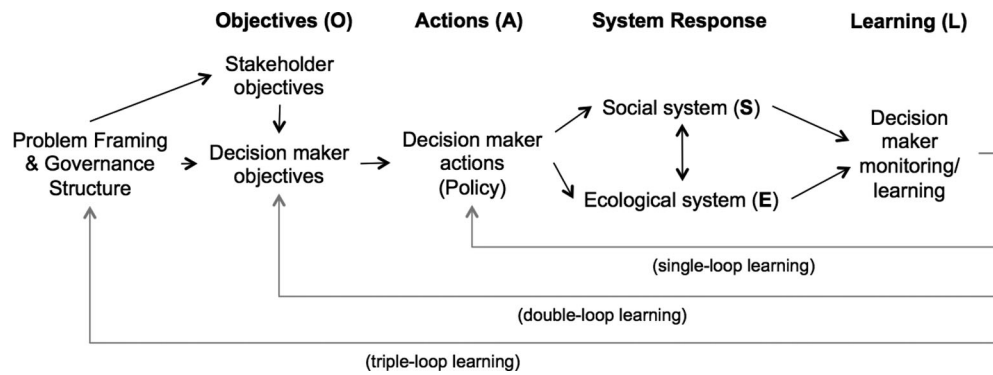 Objectives (O)
Actions (A)
System Response
Learning (L)
Stakeholder
objectives
Problem Framing
& Governance
Structure
Decision maker
objectives
Decision maker
actions
(Policy)
Social system (S)
Ecological system (E)
Decision
maker
monitoring/
learning
(single-loop learning)
(double-loop learning)
(triple-loop learning)